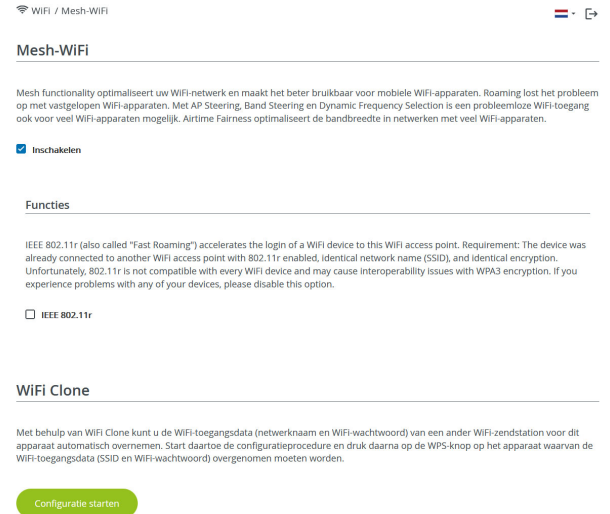 WiFi / Mesh-WiFi
Mesh-WiFi
Mesh functionality optimaliseert uw WiFi-netwerk en maakt het beter bruikbaar voor mobiele WiFi-apparaten. Roaming lost het probleem
op met vastgelopen WiFi-apparaten. Met AP Steering, Band Steering en Dynamic Frequency Selection is een probleemloze WiFi-toegang
ook voor veel WiFi-apparaten mogelijk. Airtime Fairness optimaliseert de bandbreedte in netwerken met veel WiFi-apparaten.
Inschakelen
Functies
IEEE 802.11r (also called "Fast Roaming") accelerates the login of a WiFi device to this WiFi access point. Requirement: The device was
already connected to another WiFi access point with 802.11r enabled, identical network name (SSID), and identical encryption.
Unfortunately, 802.11r is not compatible with every WiFi device and may cause interoperability issues with WPA3 encryption. If you
experience problems with any of your devices, please disable this option.
IEEE 802.11r
WiFi Clone
Met behulp van WiFi Clone kunt u de WiFi-toegangsdata (netwerknaam en WiFi-wachtwoord) van een ander WiFi-zendstation voor dit
apparaat automatisch overnemen. Start daartoe de configuratieprocedure en druk daarna op de WPS-knop op het apparaat waarvan de
WiFi-toegangsdata (SSID en WiFi-wachtwoord) overgenomen moeten worden.
Configuratie starten